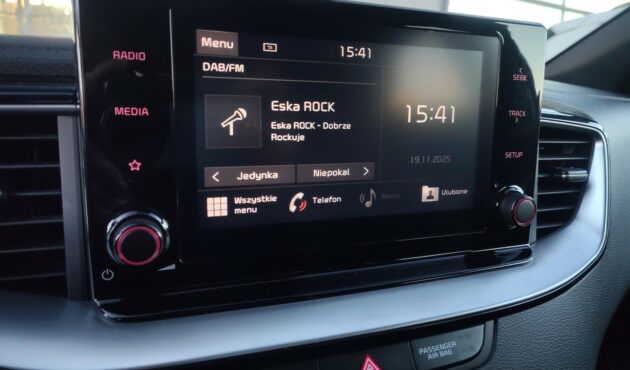 RADIO
MEDIA
Menu
15:41
DAB/FM
Eska ROCK
Eska ROCK - Dobrze
Rockuje
< Jedynka
Niepokal >
Wszystkie
menu
Telefon
Media
Ulubione
15:41
19.11.2025
SEEK
TRACK
SETUP
PASSENGER
AIR BAG